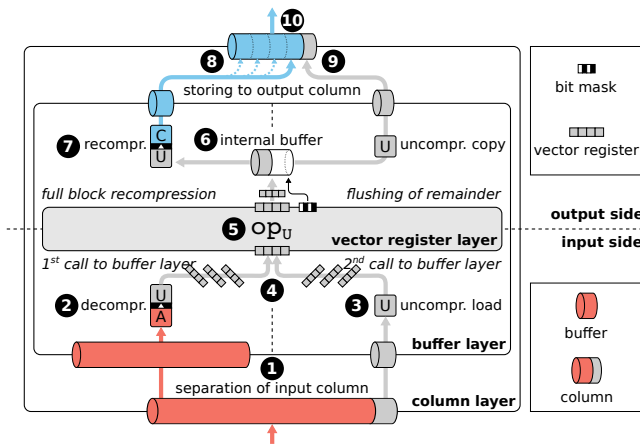 10
8
9
storing to output column
bit mask
7
recompr.
C
U
6
internal buffer
U
uncompr. copy
vector register
full block recompression
flushing of remainder
5
opU
vector register layer
output side
input side
1st call to buffer layer
2nd call to buffer layer
4
2
decompr.
U
A
3
U
uncompr. load
buffer layer
1
separation of input column
column layer
buffer
column